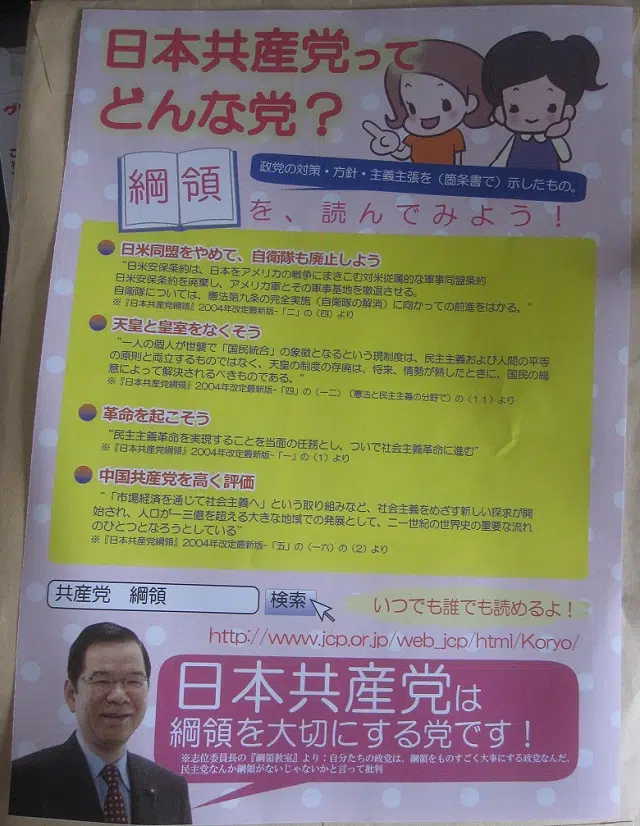 日本共産党って
どんな党？
綱領
政党の対策・方針・主義主張を（箇条書で）示したもの。
を、読んでみよう！
日米同盟をやめて、自衛隊も廃止しよう
“日米安保条約は、日本をアメリカの戦争にまきこむ対米従属的な軍事同盟条約
日米安保条約を廃棄し、アメリカ軍とその軍事基地を撤退させる。
自衛隊については、憲法第九条の完全実施（自衛隊の解消）に向かっての前進をはかる。”
※『日本共産党綱領』2004年改定最新版-「二」の（四）より
天皇と皇室をなくそう
“一人の個人が世襲で「国民統合」の象徴となるという現制度は、民主主義および人間の平等
の原則と両立するものではなく、天皇の制度の存廃は、将来、情勢が熟したときに、国民の総
意によって解決されるべきものである。”
※『日本共産党綱領』2004年改定最新版-「四」の（一二）〔憲法と民主主義の分野で〕の（１１）より
革命を起こそう
“民主主義革命を実現することを当面の任務とし、ついで社会主義革命に進む”
※『日本共産党綱領』2004年改定最新版-「一」の（１）より
中国共産党を高く評価
“「市場経済を通じて社会主義へ」という取り組みなど、社会主義をめざす新しい探求が開
始され、人口が一三億を超える大きな地域での発展として、二一世紀の世界史の重要な流れ
のひとつとなろうとしている”
※『日本共産党綱領』2004年改定最新版-「五」の（一六）の（２）より
共産党　綱領
検索
いつでも誰でも読めるよ！
http://www.jcp.or.jp/web_jcp/html/Koryo/
日本共産党は
綱領を大切にする党です！
※志位委員長の『綱領教室』より：自分たちの政党は、綱領をものすごく大事にする政党なんだ、
民主党なんか綱領がないじゃないかと言って批判